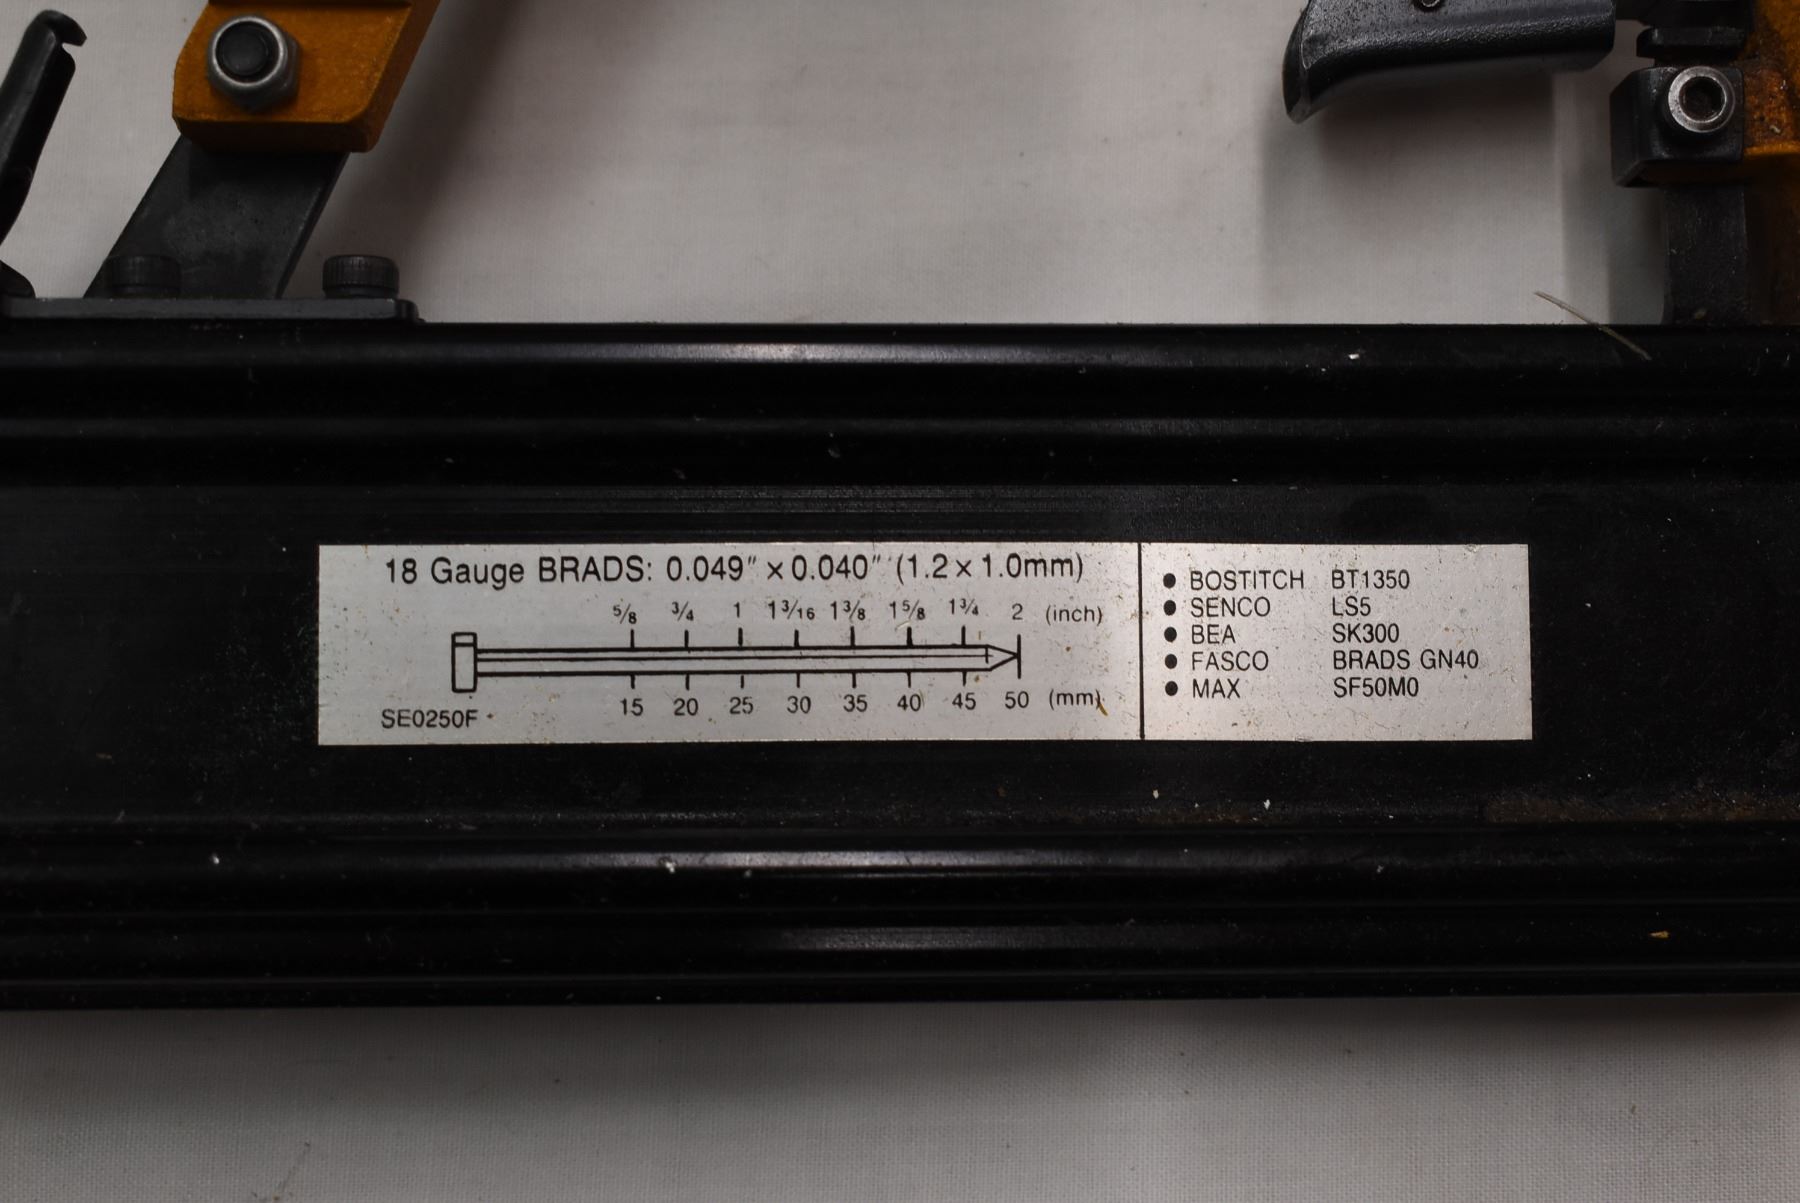 18 Gauge BRADS: 0.049" × 0.040" (1.2 × 1.0mm)
5/8 3/4 1 1 3/16 1 3/8 1 5/8 1 3/4 2 (inch)
15 20 25 30 35 40 45 50 (mm)
SE0250F
• BOSTITCH BT1350
• SENCO LS5
• BEA SK300
• FASCO BRADS GN40
• MAX SF50M0